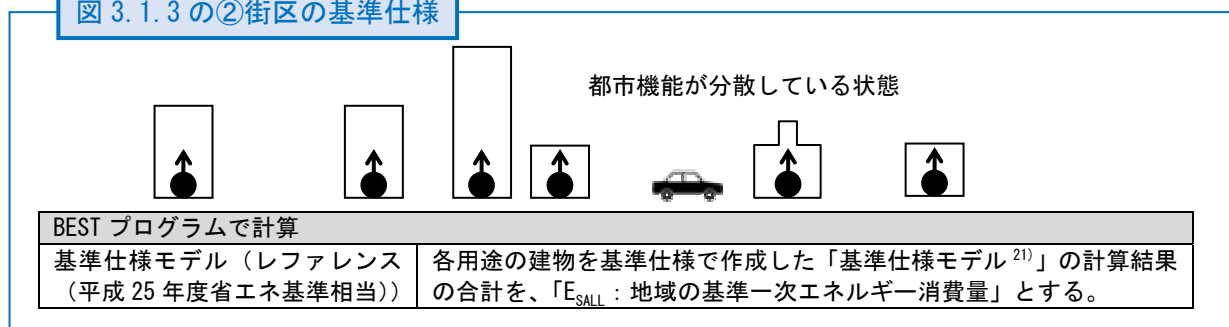 図 3.1.3 の②街区の基準仕様
都市機能が分散している状態
BEST プログラムで計算
基準仕様モデル（レファレンス
（平成 25 年度省エネ基準相当））
各用途の建物を基準仕様で作成した「基準仕様モデル 21)」の計算結果
の合計を、「ESALL：地域の基準一次エネルギー消費量」とする。